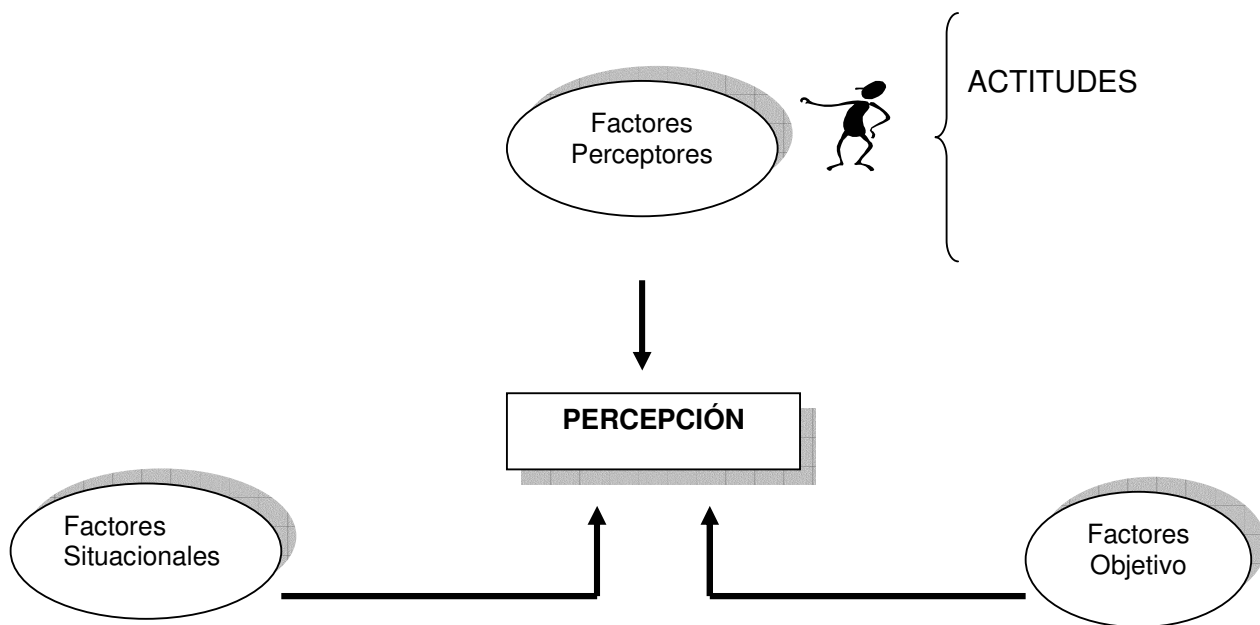 ACTITUDES
Factores
Perceptores
PERCEPCIÓN
Factores
Situacionales
Factores
Objetivo